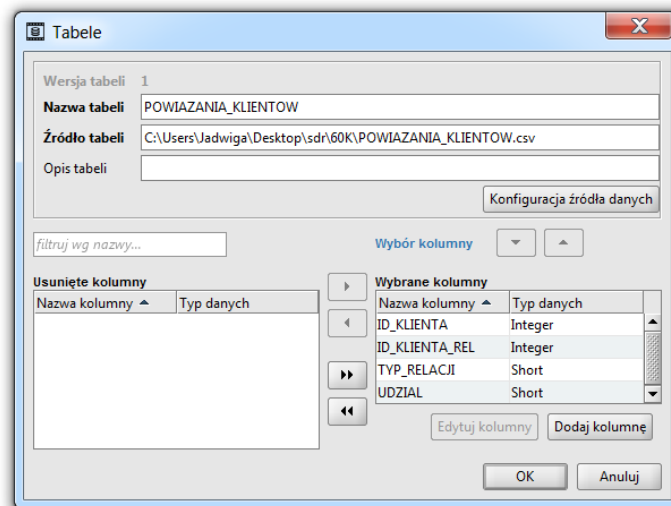 Tabele
Wersja tabeli 1
Nazwa tabeli POWIAZANIA_KLIENTOW
Źródło tabeli C:\Users\Jadwiga\Desktop\sdr\60K\POWIAZANIA_KLIENTOW.csv
Opis tabeli
Konfiguracja źródła danych
filtruj wg nazwy...
Wybór kolumny
Usunięte kolumny
Nazwa kolumny Typ danych
Wybrane kolumny
Nazwa kolumny Typ danych
ID_KLIENTA Integer
ID_KLIENTA_REL Integer
TYP_RELACJI Short
UDZIAL Short
Edytuj kolumny Dodaj kolumnę
OK Anuluj